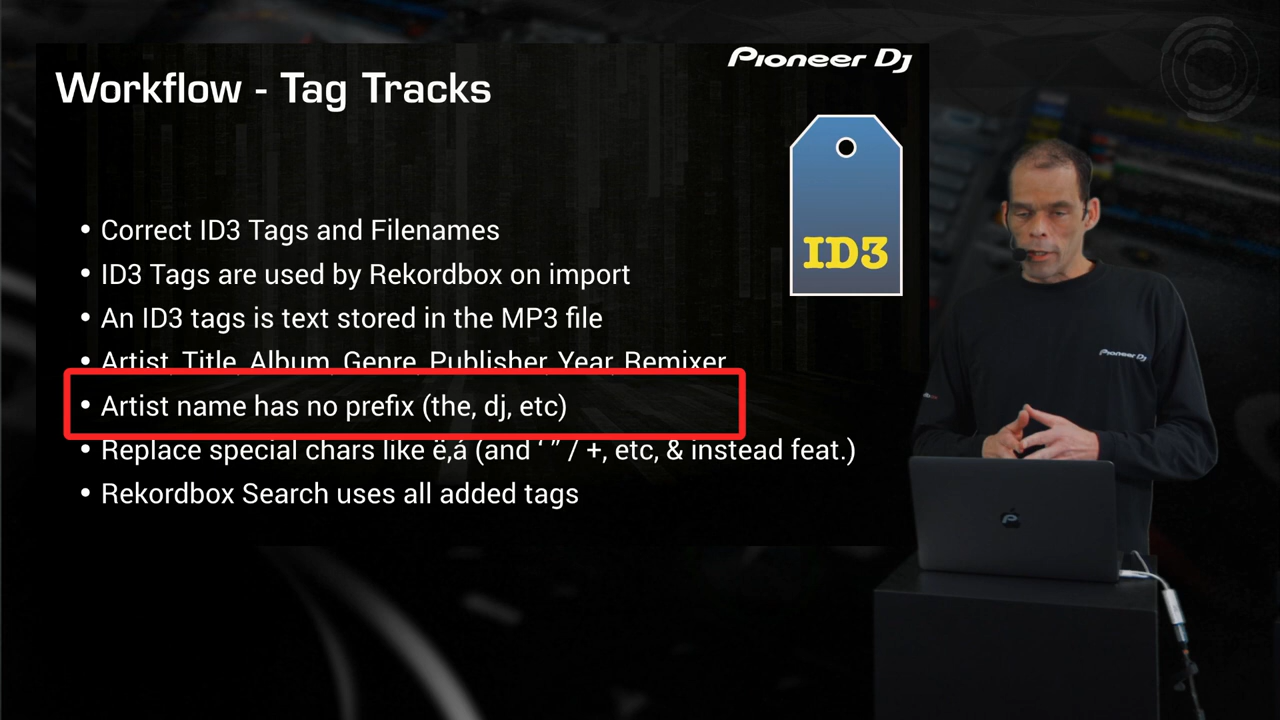 Pioneer Dj
Workflow - Tag Tracks
ID3
• Correct ID3 Tags and Filenames
• ID3 Tags are used by Rekordbox on import
• An ID3 tags is text stored in the MP3 file
• Artist, Title, Album, Genre, Publisher, Year, Remixer
• Artist name has no prefix (the, dj, etc)
• Replace special chars like ë,á (and ‘ ” / +, etc, & instead feat.)
• Rekordbox Search uses all added tags
Pioneer Dj